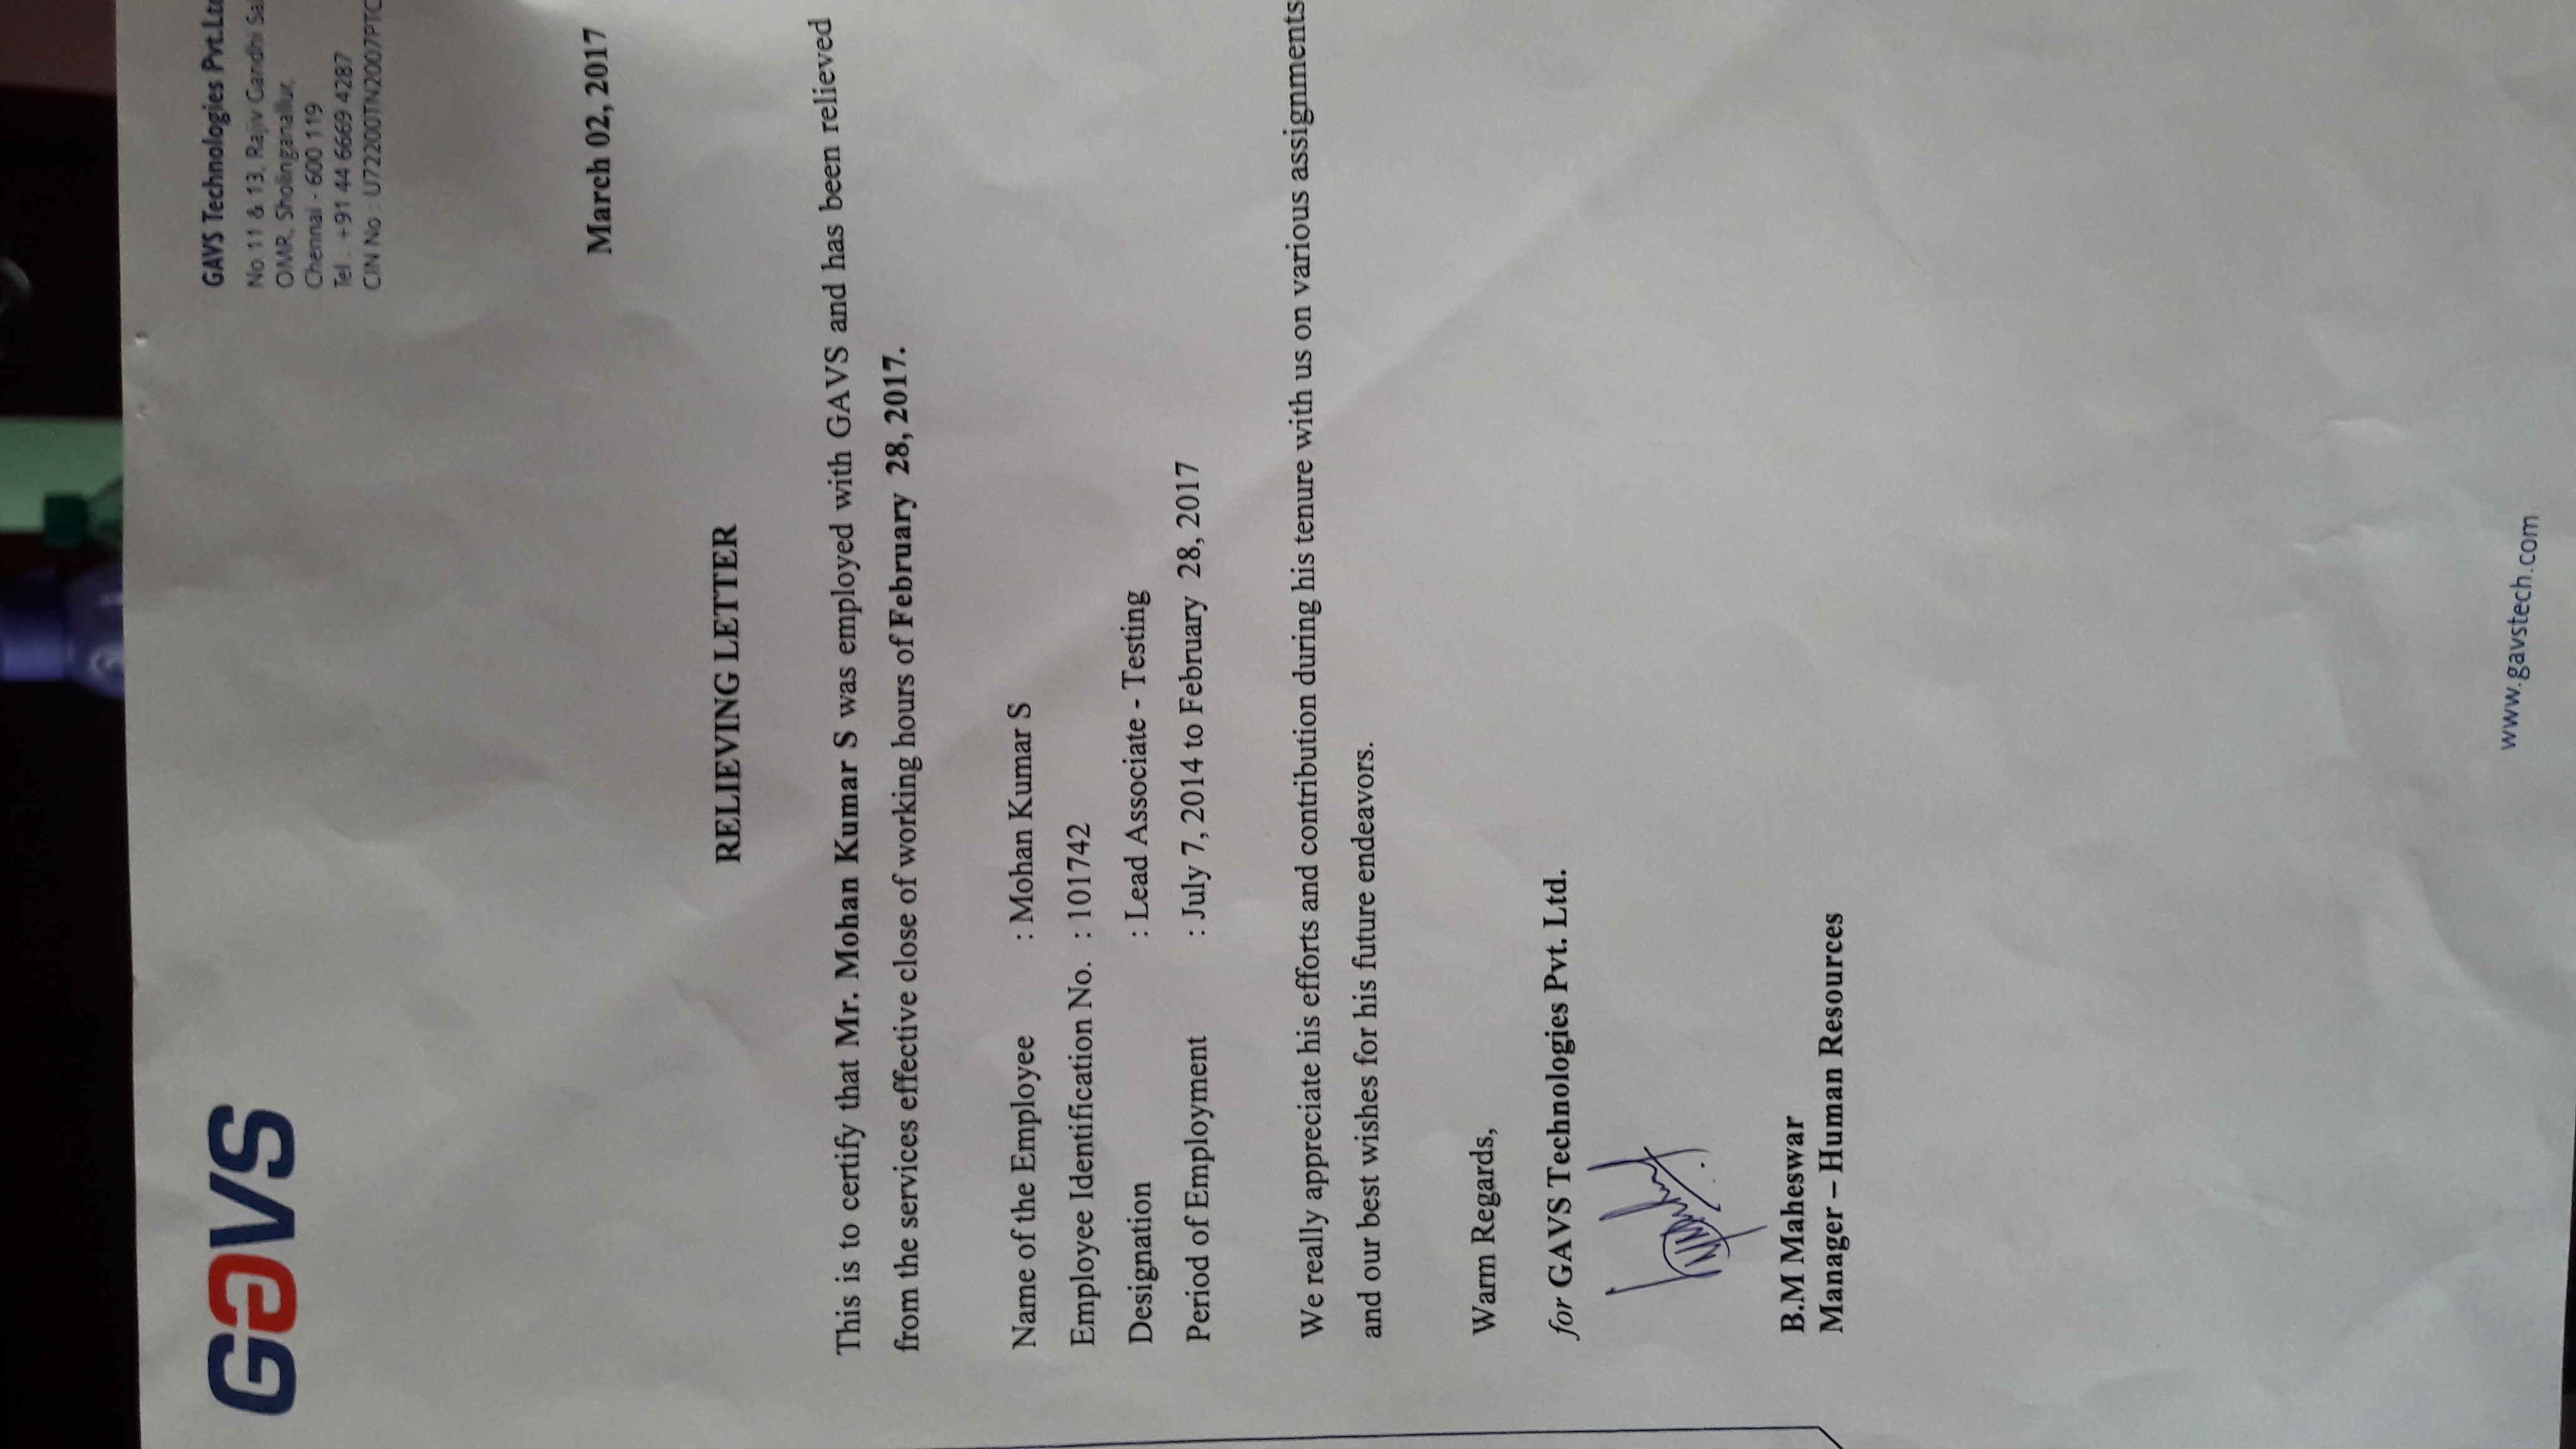 GAVS
GAVS Technologies Pvt.Ltd
No.11 & 13, Rajiv Gandhi
OMR, Sholinganallur,
Chennai - 600 119
Tel : +91 44 6669 4287
CIN No : U72200TN2007PTC
March 02, 2017
RELIEVING LETTER
This is to certify that Mr. Mohan Kumar S was employed with GAVS and has been relieved
from the services effective close of working hours of February 28, 2017.
Name of the Employee : Mohan Kumar S
Employee Identification No. : 101742
Designation : Lead Associate - Testing
Period of Employment : July 7, 2014 to February 28, 2017
We really appreciate his efforts and contribution during his tenure with us on various assignments
and our best wishes for his future endeavors.
Warm Regards,
for GAVS Technologies Pvt. Ltd.
B.M Maheswar
Manager – Human Resources
www.gavstech.com